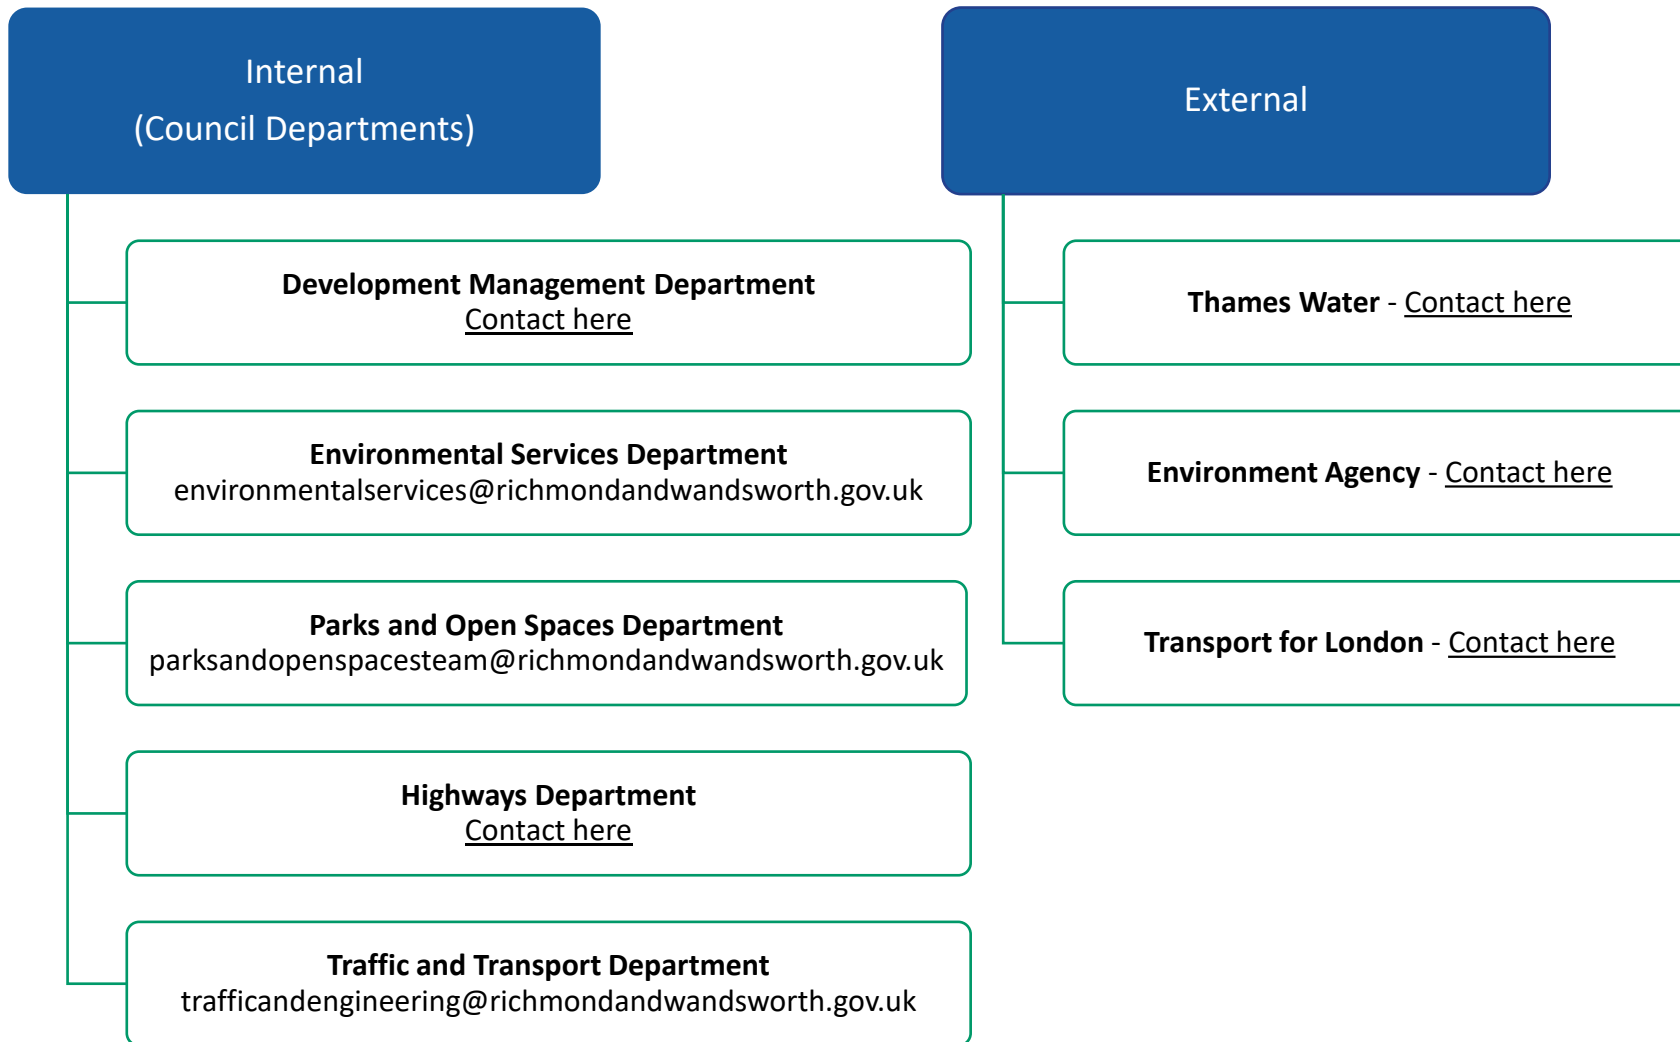 Internal
(Council Departments)
Development Management Department
Contact here
Environmental Services Department
environmentalservices@richmondandwandsworth.gov.uk
Parks and Open Spaces Department
parksandopenspacesteam@richmondandwandsworth.gov.uk
Highways Department
Contact here
Traffic and Transport Department
trafficandengineering@richmondandwandsworth.gov.uk
External
Thames Water - Contact here
Environment Agency - Contact here
Transport for London - Contact here